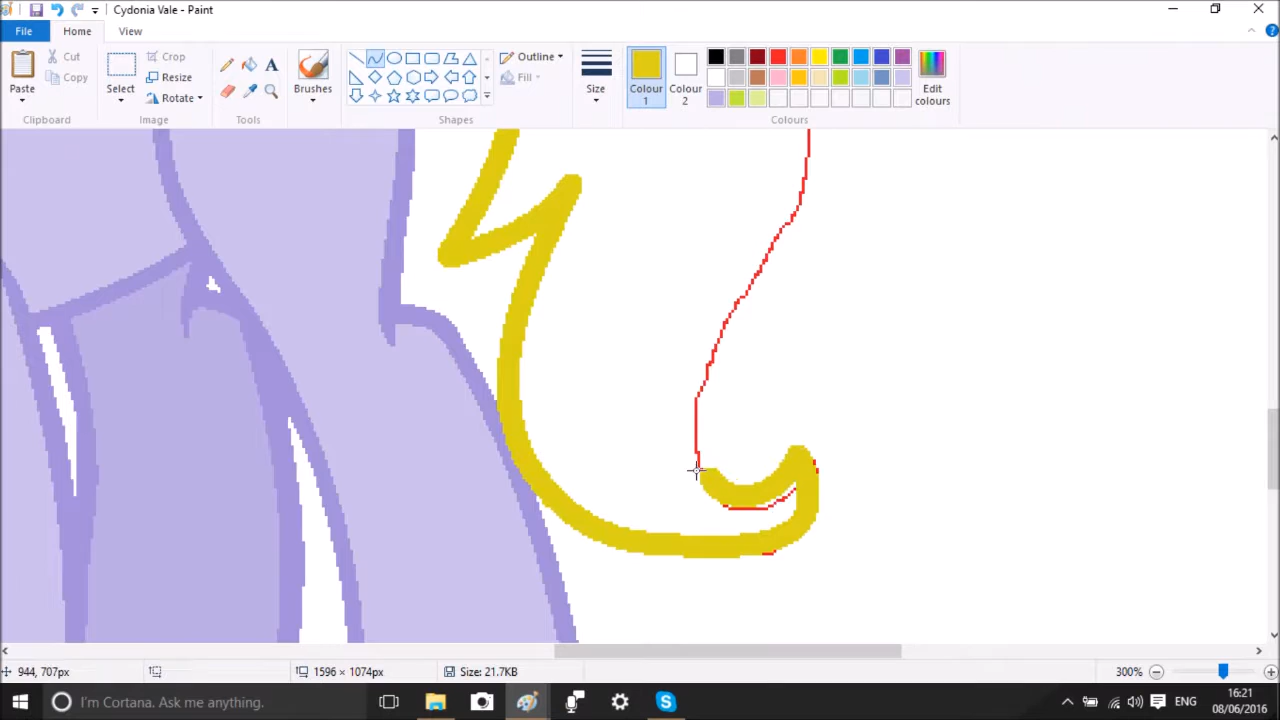 Cydonia Vale - Paint
File Home View
Paste
Cut
Copy
Clipboard
Select
Crop
Resize
Rotate
Image
Tools
Brushes
Outline
Fill
Shapes
Size
Colour 1
Colour 2
Edit colours
Colours
944, 707px
1596 × 1074px
Size: 21.7KB
300%
I'm Cortana. Ask me anything.
ENG
16:21
08/06/2016